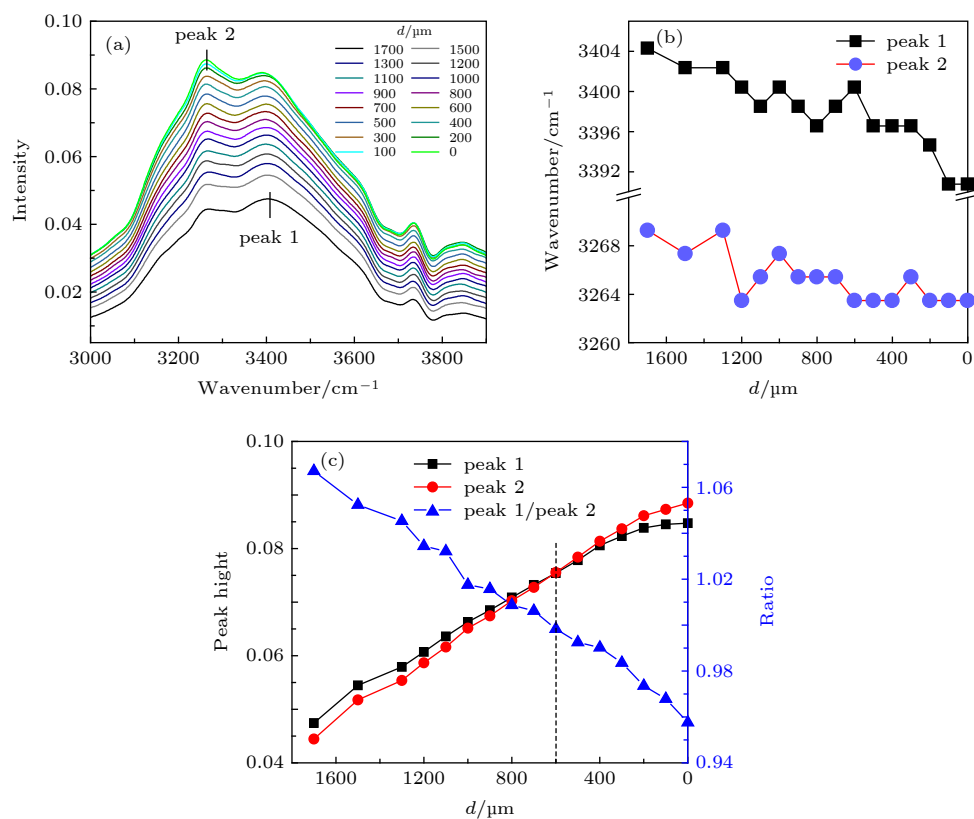 (a)
peak 2
d/µm
1700 1500
1300 1200
1100 1000
900 800
700 600
500 400
300 200
100 0
peak 1
Intensity
0.10
0.08
0.06
0.04
0.02
3000 3200 3400 3600 3800
Wavenumber/cm⁻¹
(b)
peak 1
peak 2
Wavenumber/cm⁻¹
3404
3400
3396
3392
3268
3264
3260
1600 1200 800 400 0
d/µm
(c)
peak 1
peak 2
peak 1/peak 2
Peak hight
0.10
0.08
0.06
0.04
Ratio
1.06
1.02
0.98
0.94
1600 1200 800 400 0
d/µm